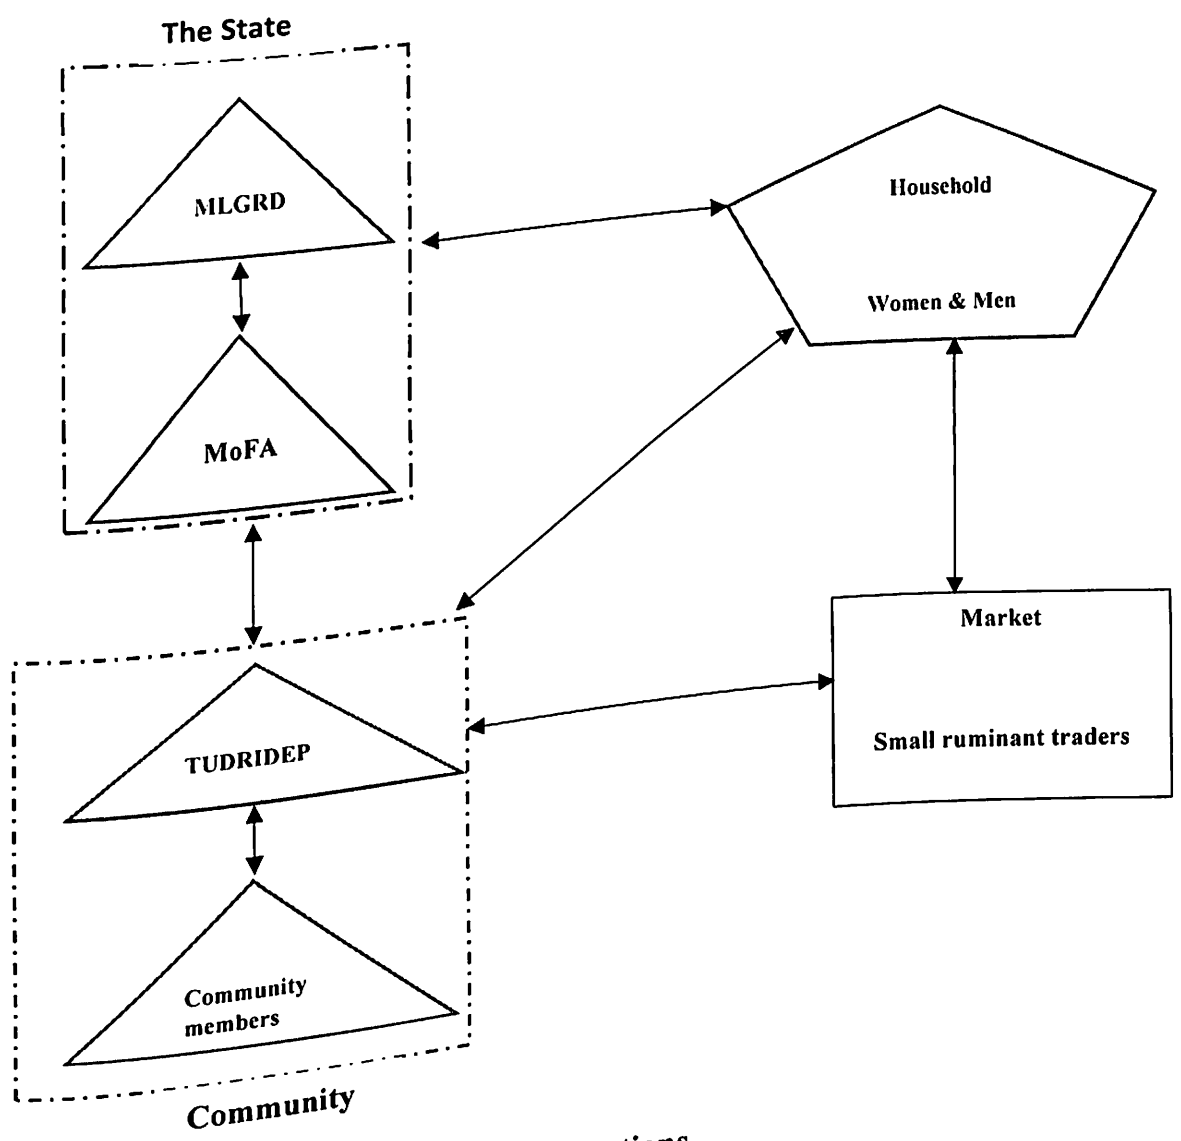 The State
MLGRD
Household
Women & Men
MoFA
Market
Small ruminant traders
TUDRIDEP
Community
members
Community